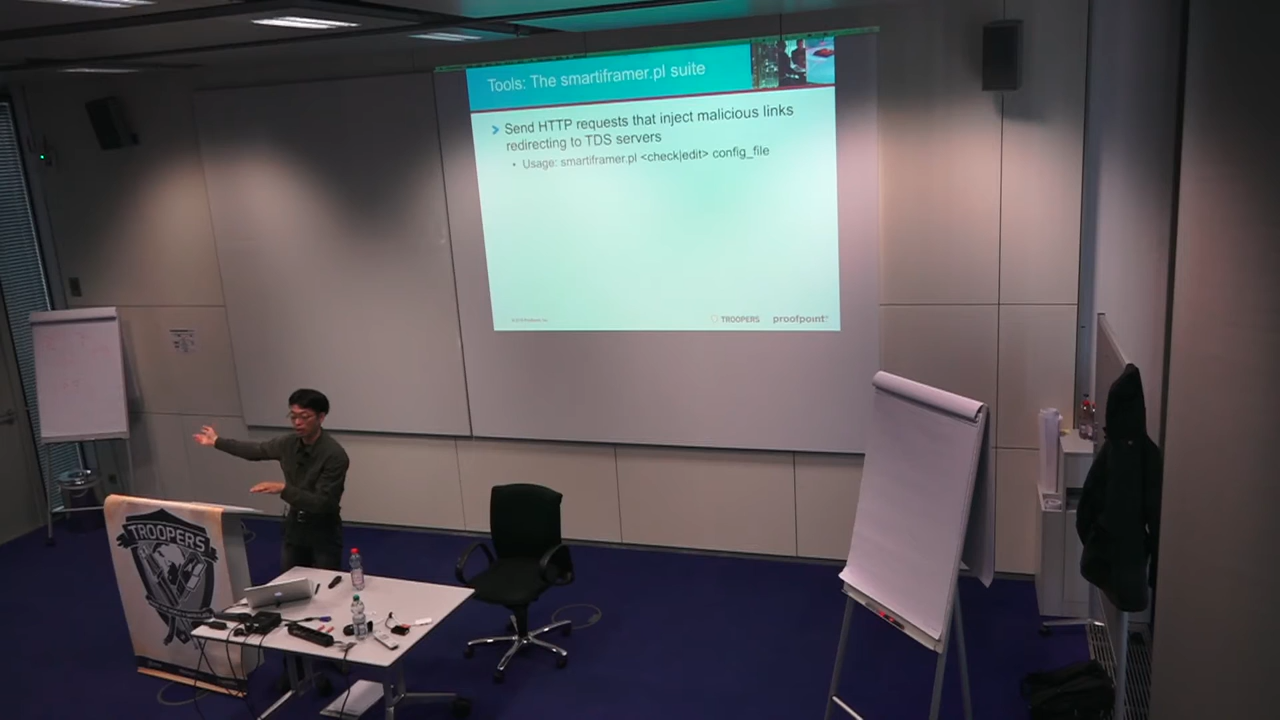 Tools: The smartiframer.pl suite
Send HTTP requests that inject malicious links
redirecting to TDS servers
Usage: smartiframer.pl <check|edit> config_file
TROOPERS
proofpoint
TROOPERS